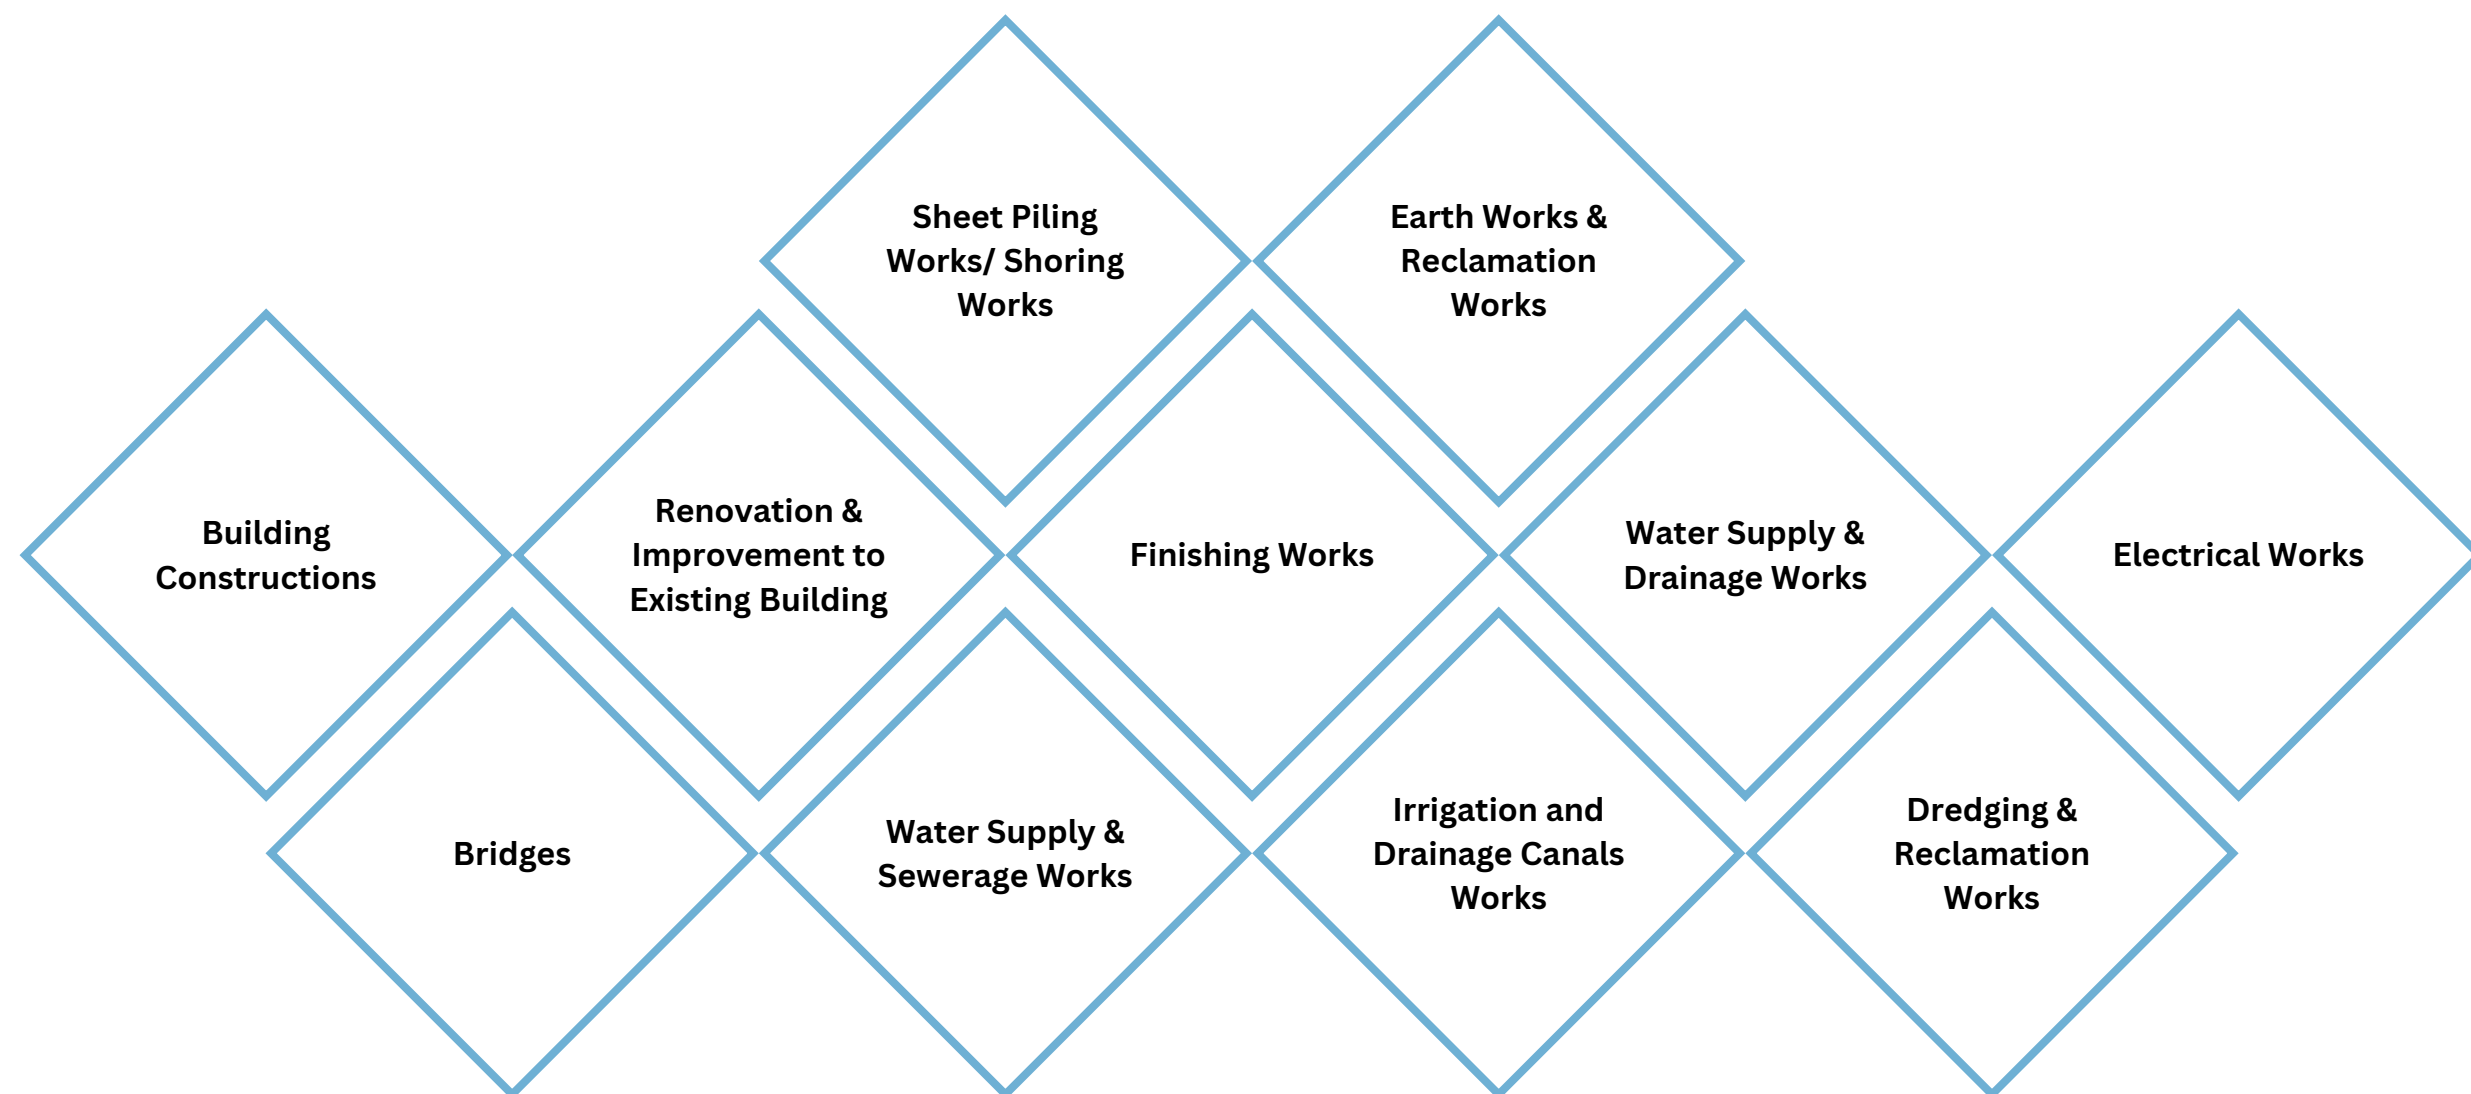 Sheet Piling
Works/ Shoring
Works
Earth Works &
Reclamation
Works
Building
Constructions
Renovation &
Improvement to
Existing Building
Finishing Works
Water Supply &
Drainage Works
Electrical Works
Bridges
Water Supply &
Sewerage Works
Irrigation and
Drainage Canals
Works
Dredging &
Reclamation
Works